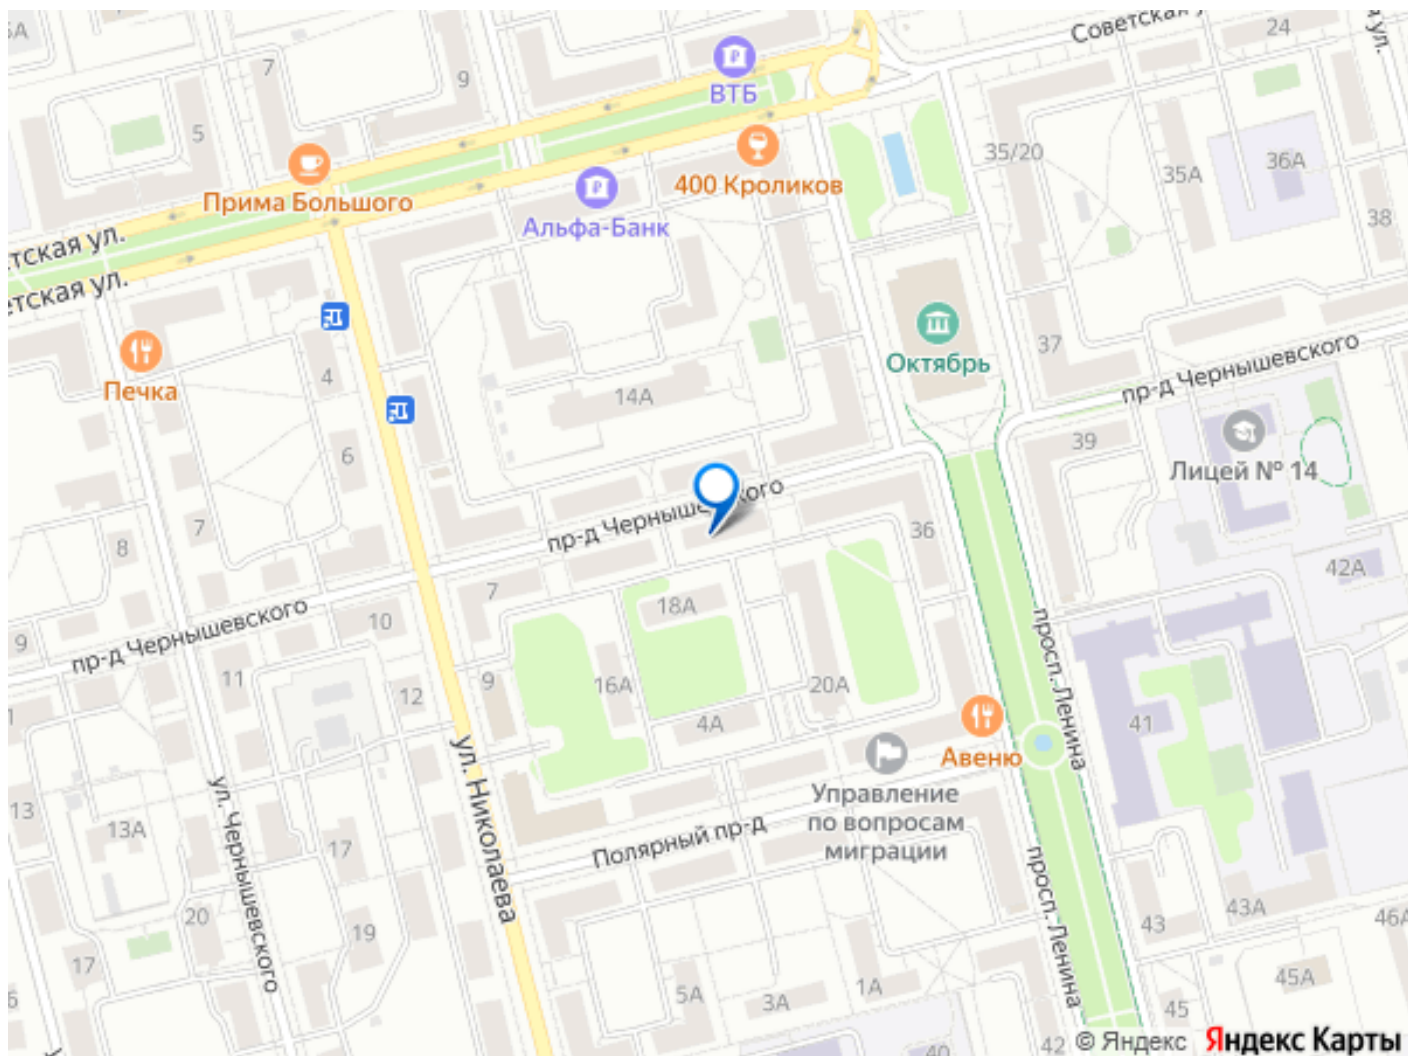 5А
7
9
ВТБ
Советская у
24
я ул.
5
Прима Большого
Альфа-Банк
400 Кроликов
35/20
35А
36А
38
тская ул.
етская ул.
Печка
4
14А
Октябрь
37
пр-д Чернышевского
6
39
Лицей № 14
8
7
пр-д Чернышевского
36
42А
7
18А
10
9
пр-д Чернышевского
11
12
9
16А
20А
4А
просп. Ленина
41
Авеню
Управление
по вопросам
миграции
13
13А
17
ул. Чернышевского
ул. Николаева
Полярный пр-д
просп. Ленина
20
19
43
43А
46А
17
6
5А
3А
1А
45А
45
40
42
© Яндекс
Яндекс Карты